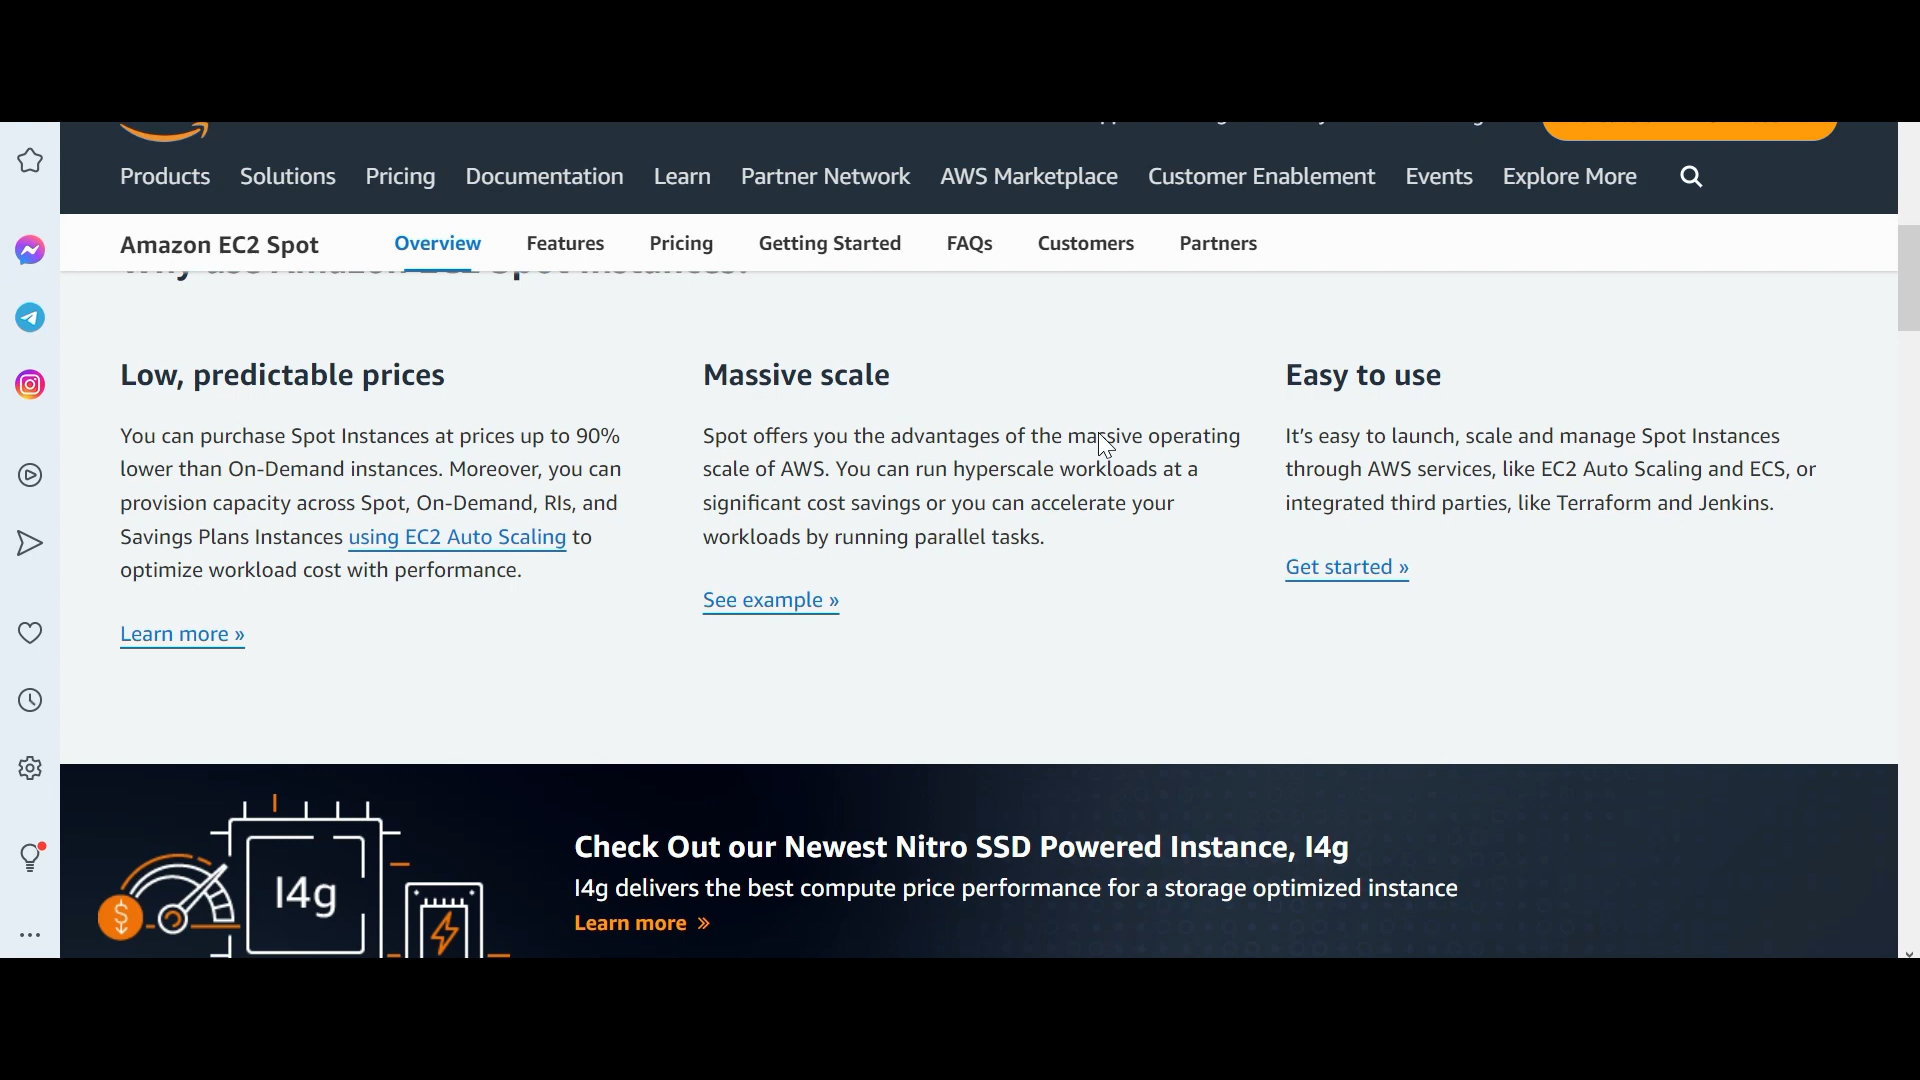 Products Solutions Pricing Documentation Learn Partner Network AWS Marketplace Customer Enablement Events Explore More
Amazon EC2 Spot Overview Features Pricing Getting Started FAQs Customers Partners
Low, predictable prices
You can purchase Spot Instances at prices up to 90%
lower than On-Demand instances. Moreover, you can
provision capacity across Spot, On-Demand, RIs, and
Savings Plans Instances using EC2 Auto Scaling to
optimize workload cost with performance.
Learn more »
Massive scale
Spot offers you the advantages of the massive operating
scale of AWS. You can run hyperscale workloads at a
significant cost savings or you can accelerate your
workloads by running parallel tasks.
See example »
Easy to use
It’s easy to launch, scale and manage Spot Instances
through AWS services, like EC2 Auto Scaling and ECS, or
integrated third parties, like Terraform and Jenkins.
Get started »
I4g
Check Out our Newest Nitro SSD Powered Instance, I4g
I4g delivers the best compute price performance for a storage optimized instance
Learn more »